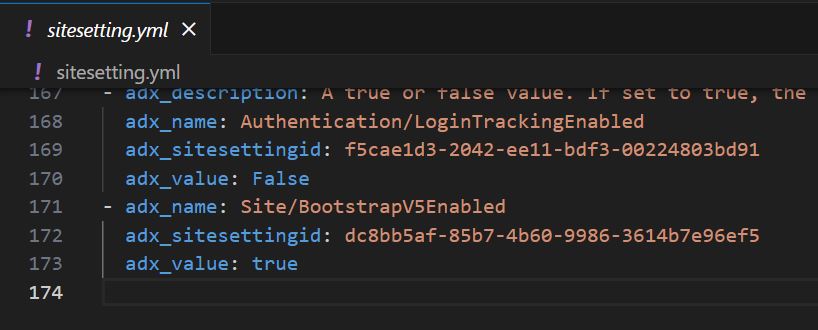 ! sitesetting.yml ×
! sitesetting.yml
167 - adx_description: A true or false value. If set to true, the
168 adx_name: Authentication/LoginTrackingEnabled
169 adx_sitesettingid: f5cae1d3-2042-ee11-bdf3-00224803bd91
170 adx_value: False
171 - adx_name: Site/BootstrapV5Enabled
172 adx_sitesettingid: dc8bb5af-85b7-4b60-9986-3614b7e96ef5
173 adx_value: true
174